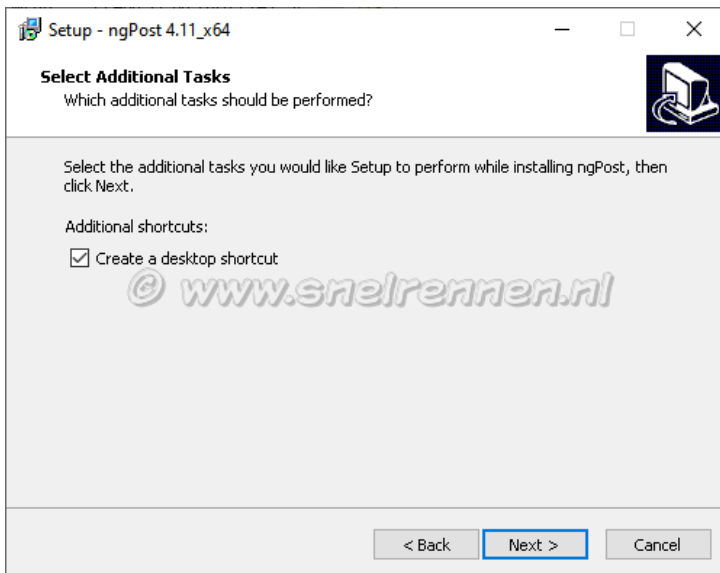 Setup - ngPost 4.11_x64
Select Additional Tasks
Which additional tasks should be performed?
Select the additional tasks you would like Setup to perform while installing ngPost, then
click Next.
Additional shortcuts:
Create a desktop shortcut
© www.snelrennen.nl
< Back
Next >
Cancel